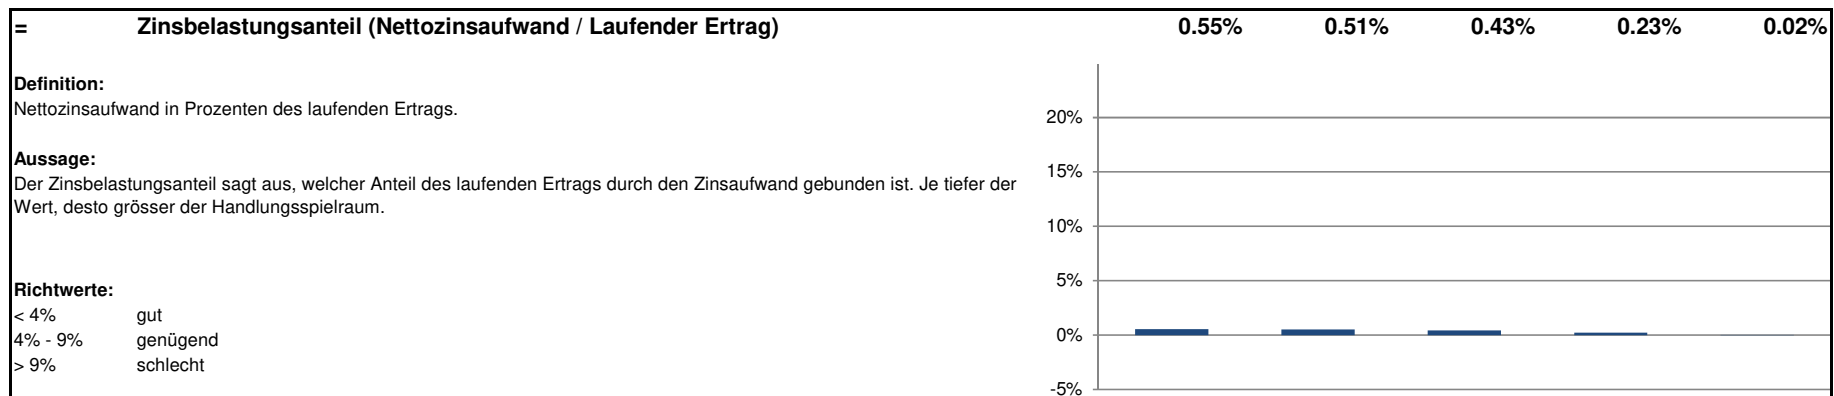 = Zinsbelastungsanteil (Nettozinsaufwand / Laufender Ertrag) 0.55% 0.51% 0.43% 0.23% 0.02%
Definition:
Nettozinsaufwand in Prozenten des laufenden Ertrags.
Aussage:
Der Zinsbelastungsanteil sagt aus, welcher Anteil des laufenden Ertrags durch den Zinsaufwand gebunden ist. Je tiefer der
Wert, desto grösser der Handlungsspielraum.
Richtwerte:
< 4% gut
4% - 9% genügend
> 9% schlecht
20%
15%
10%
5%
0%
-5%